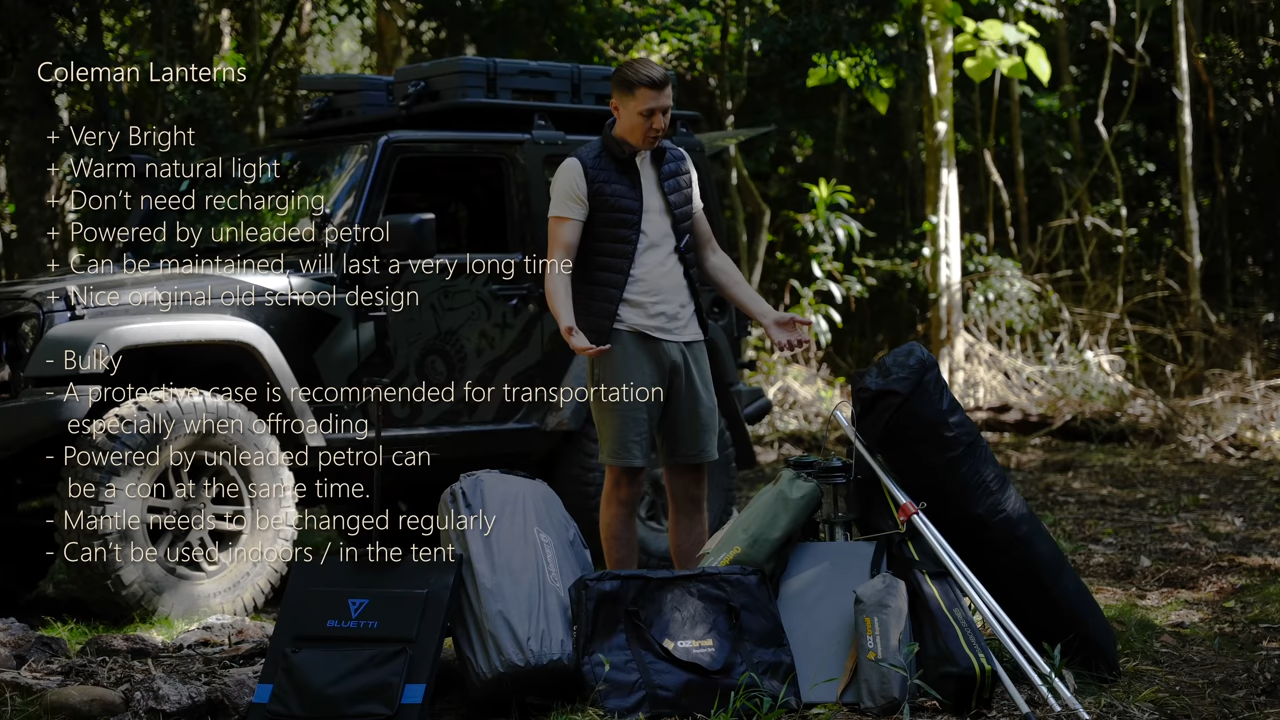 Coleman Lanterns
+ Very Bright
+ Warm natural light
+ Don't need recharging
+ Powered by unleaded petrol
+ Can be maintained, will last a very long time
+ Nice original old school design
- Bulky
- A protective case is recommended for transportation
especially when offroading
- Powered by unleaded petrol can
be a con at the same time.
- Mantle needs to be changed regularly
- Can't be used indoors / in the tent
Coleman
BLUETTI
OZtrail
OZtrail